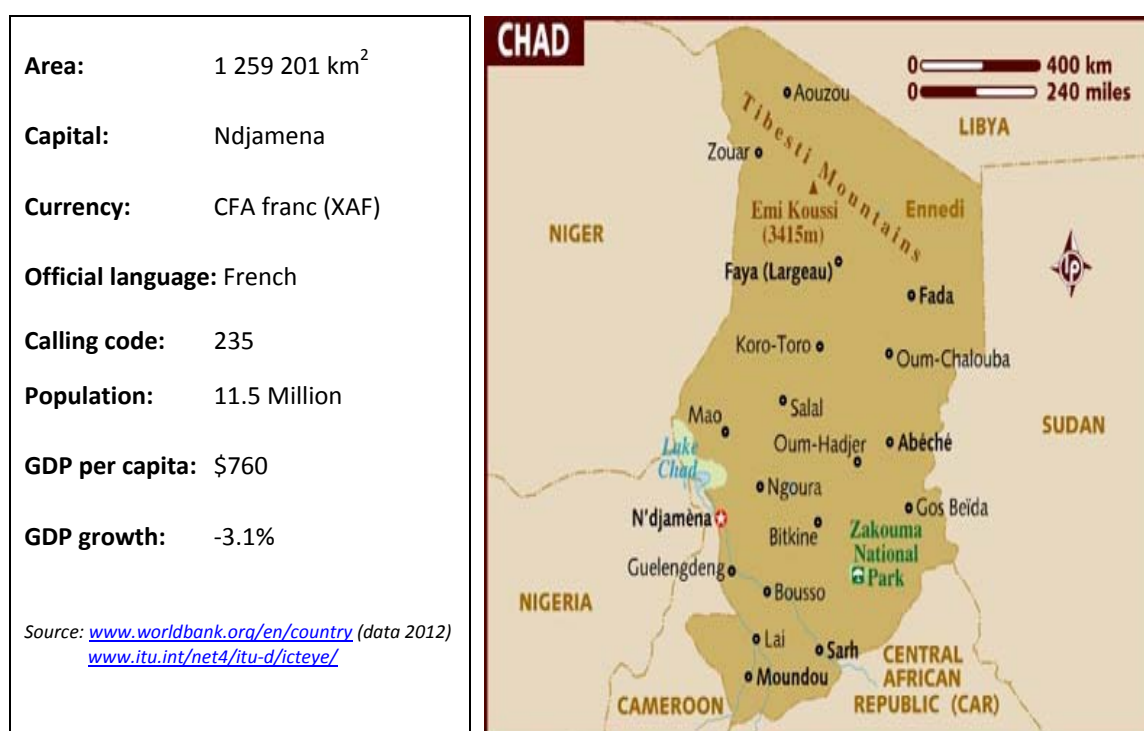 Area: 1 259 201 km2
Capital: Ndjamena
Currency: CFA franc (XAF)
Official language: French
Calling code: 235
Population: 11.5 Million
GDP per capita: $760
GDP growth: -3.1%
Source: www.worldbank.org/en/country (data 2012)
www.itu.int/net4/itu-d/icteye/
CHAD
0 400 km
0 240 miles
Aouzou
LIBYA
Tibesti Mountains
Zouar
Emi Koussi
(3415m)
Ennedi
NIGER
Faya (Largeau)
LP
Fada
Koro-Toro
Oum-Chalouba
Salal
Mao
SUDAN
Oum-Hadjer
Abéché
Lake
Chad
Ngoura
Gos Beïda
N'djamèna
Bitkine
Zakouma
National
Park
Guelengdeng
Bousso
NIGERIA
Lai
Sarh
CENTRAL
AFRICAN
REPUBLIC (CAR)
Moundou
CAMEROON